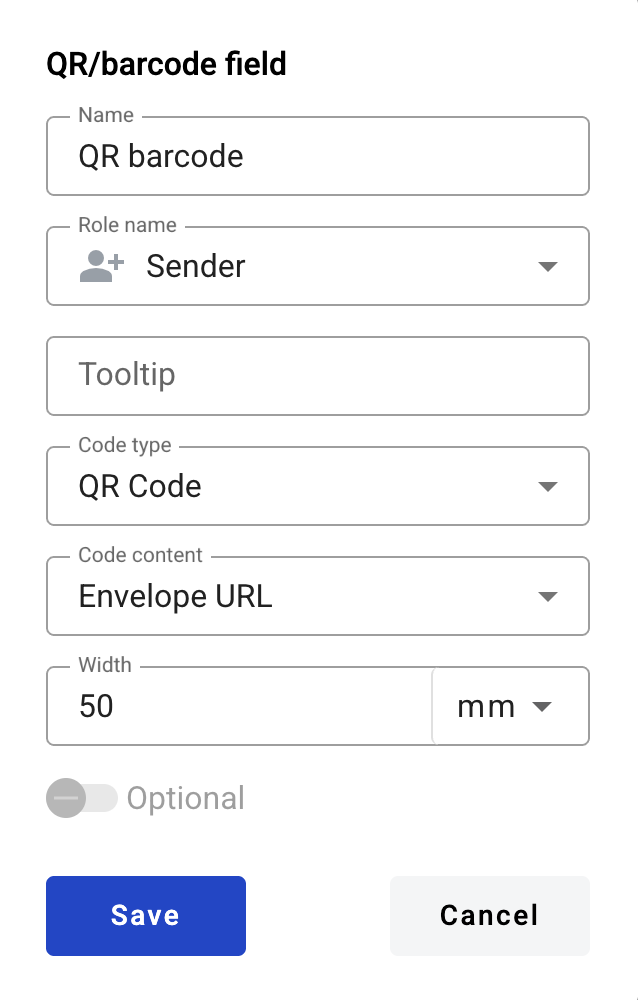 QR/barcode field
Name
QR barcode
Role name
Sender
Tooltip
Code type
QR Code
Code content
Envelope URL
Width
50
mm
Optional
Save
Cancel